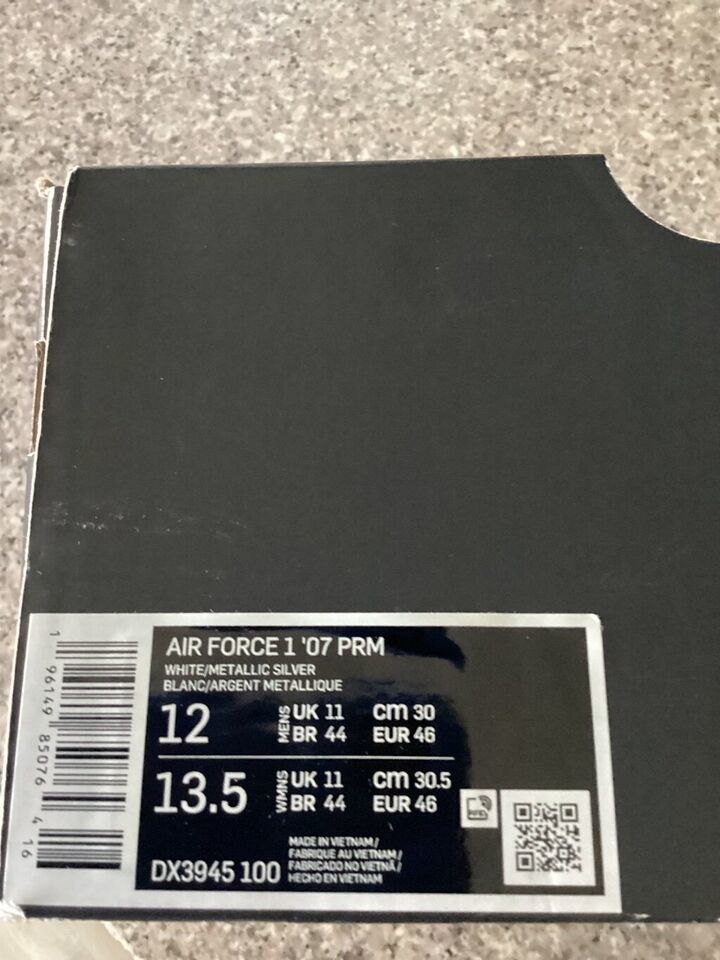 AIR FORCE 1 '07 PRM
WHITE/METALLIC SILVER
BLANC/ARGENT METALLIQUE
12
MENS
UK 11
CM 30
BR 44
EUR 46
13.5
WMNS
UK 11
CM 30.5
BR 44
EUR 46
DX3945 100
MADE IN VIETNAM /
FABRIQUE AU VIETNAM /
FABRICADO NO VIETNÃ /
HECHO EN VIETNAM
1 96149 85076 4 16